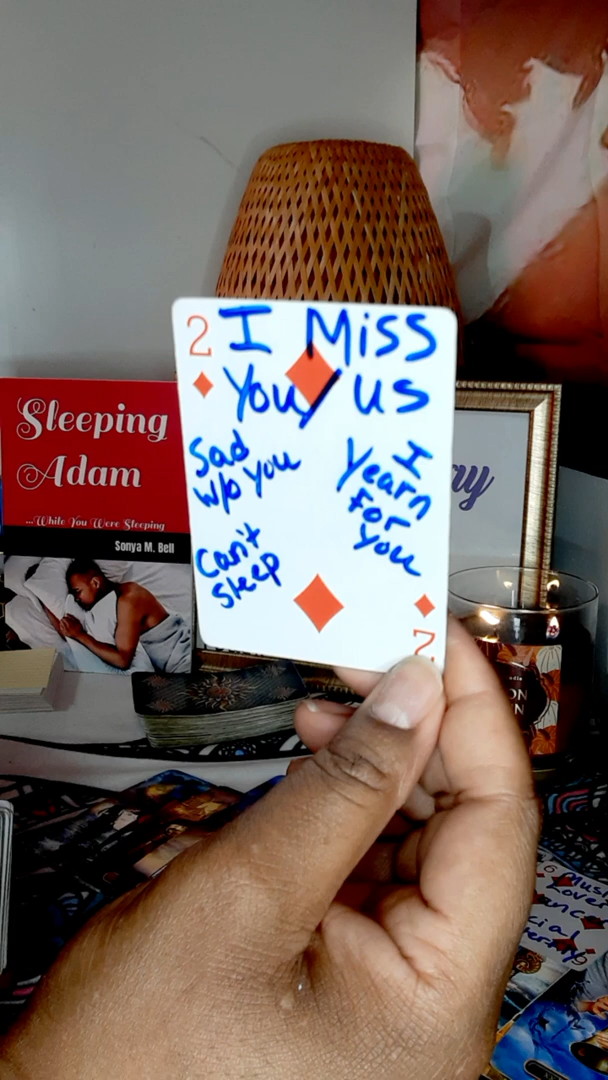 2 I Miss
You/us
Sad
w/o you
I
Yearn
For
you
Can't
Sleep
2
Sleeping
Adam
...While You Were Sleeping
Sonya M. Bell